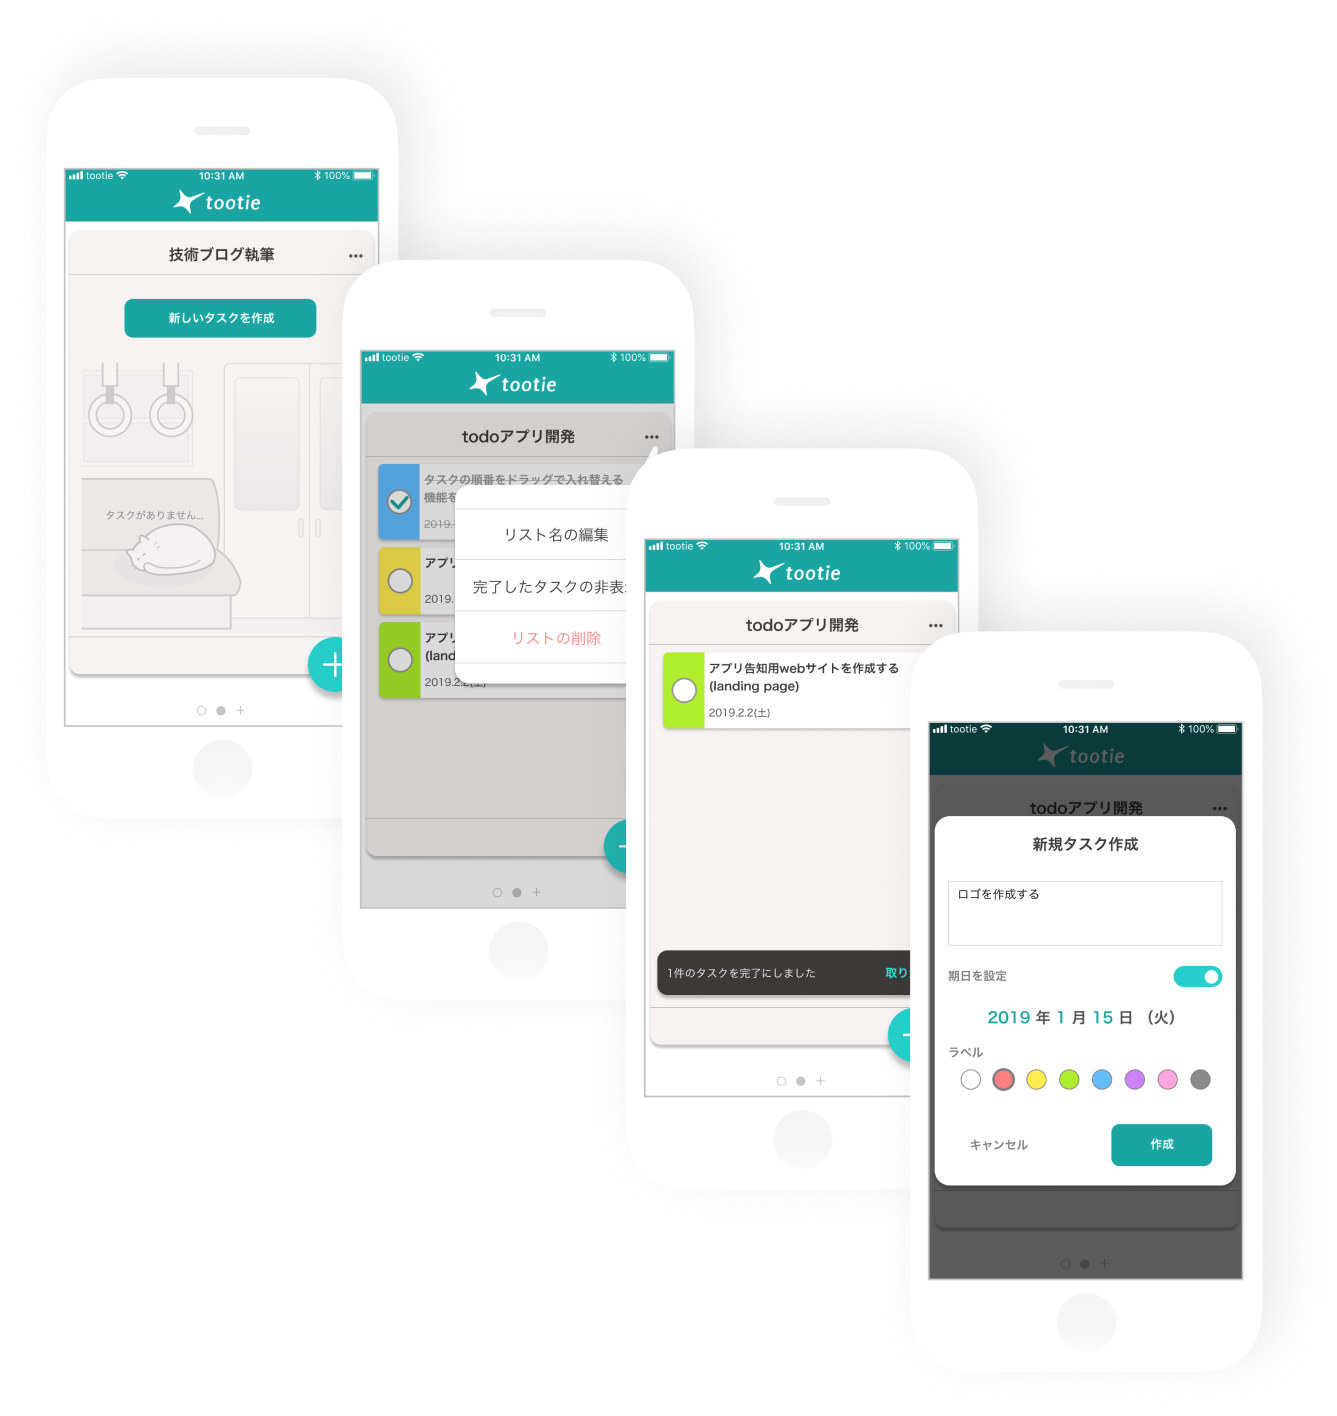 tootie
10:31 AM
100%
tootie
技術ブログ執筆
新しいタスクを作成
タスクがありません...
tootie
10:31 AM
100%
tootie
todoアプリ開発
タスクの順番をドラッグで入れ替える
機能を
2019.
リスト名の編集
アプ
2019.
完了したタスクの非表
リストの削除
アプ
(land
2019.2.2(土)
tootie
10:31 AM
100%
tootie
todoアプリ開発
アプリ告知用webサイトを作成する
(landing page)
2019.2.2(土)
1件のタスクを完了にしました
取り
tootie
10:31 AM
100%
tootie
todoアプリ開発
新規タスク作成
ロゴを作成する
期日を設定
2019 年 1 月 15 日 （火）
ラベル
キャンセル
作成